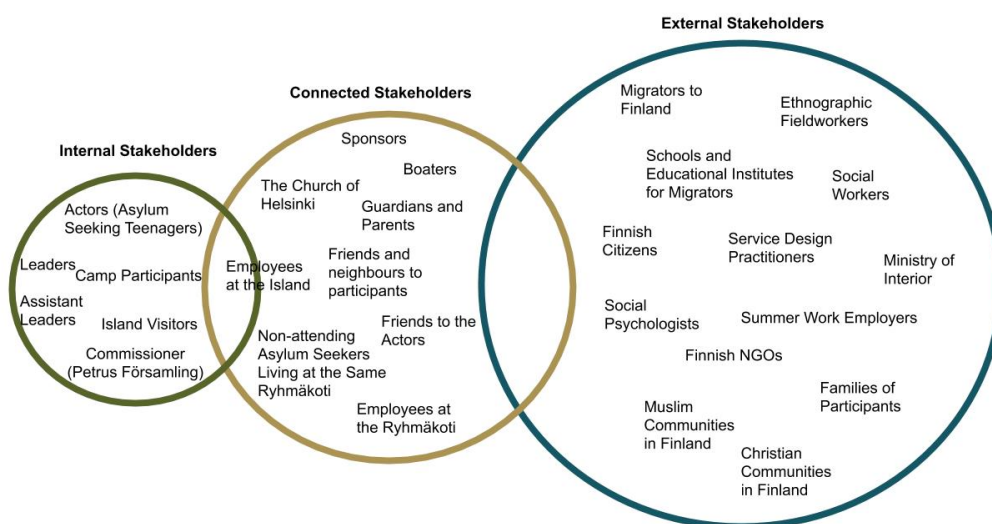 External Stakeholders
Connected Stakeholders
Internal Stakeholders
Actors (Asylum
Seeking Teenagers)
Leaders
Camp Participants
Assistant
Leaders
Island Visitors
Commissioner
(Petrus Församling)
Sponsors
Boaters
The Church of
Helsinki
Guardians and
Parents
Employees
at the Island
Friends and
neighbours to
participants
Friends to the
Actors
Non-attending
Asylum Seekers
Living at the Same
Ryhmäkoti
Employees at
the Ryhmäkoti
Migrators to
Finland
Ethnographic
Fieldworkers
Schools and
Educational Institutes
for Migrators
Social
Workers
Finnish
Citizens
Service Design
Practitioners
Ministry of
Interior
Social
Psychologists
Summer Work Employers
Finnish NGOs
Families of
Participants
Muslim
Communities
in Finland
Christian
Communities
in Finland